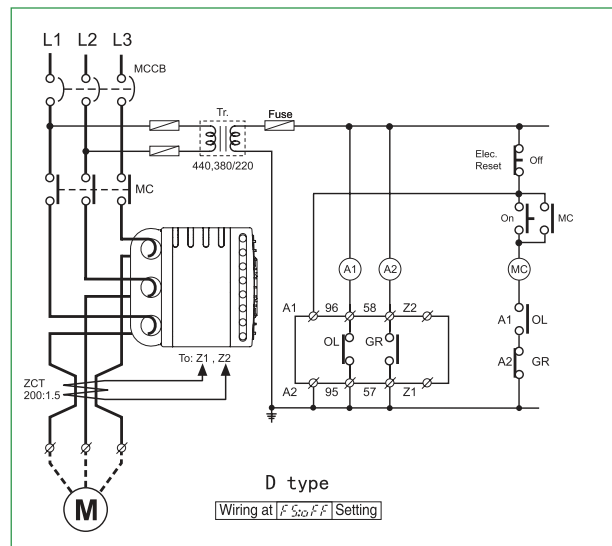 L1 L2 L3
MCCB
Tr.
Fuse
440,380/220
Elec.
Reset
Off
MC
On
MC
A1
A2
MC
A1 96 58 Z2
A1 OL
OL GR
To: Z1 , Z2
A2 GR
ZCT
200:1.5
A2 95 57 Z1
M
D type
Wiring at FS:oFF Setting